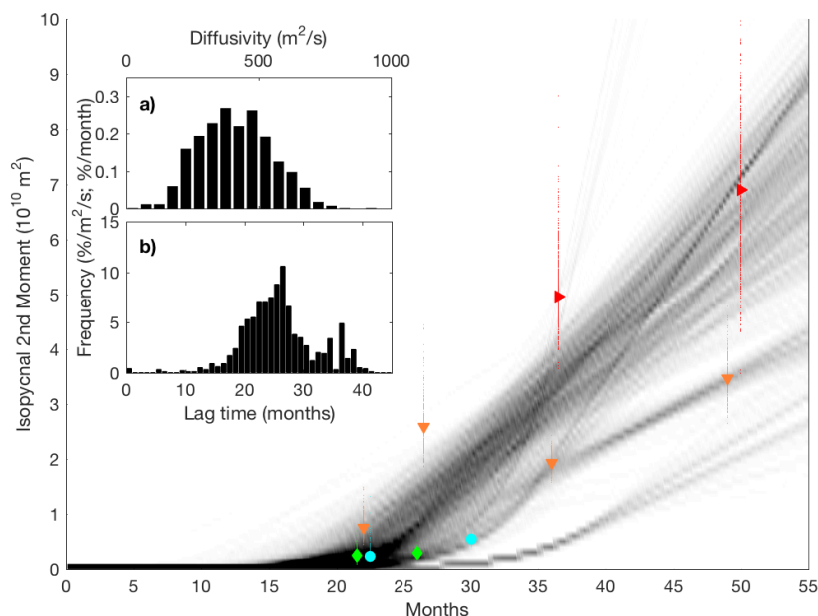 Diffusivity (m²/s)
0 500 1000
a)
0.3
0.2
0.1
0
b)
15
10
5
0
Frequency (%/m²/s; %/month)
0 10 20 30 40
Lag time (months)
Isopycnal 2nd Moment (10¹⁰ m²)
10
9
8
7
6
5
4
3
2
1
0
0 5 10 15 20 25 30 35 40 45 50 55
Months